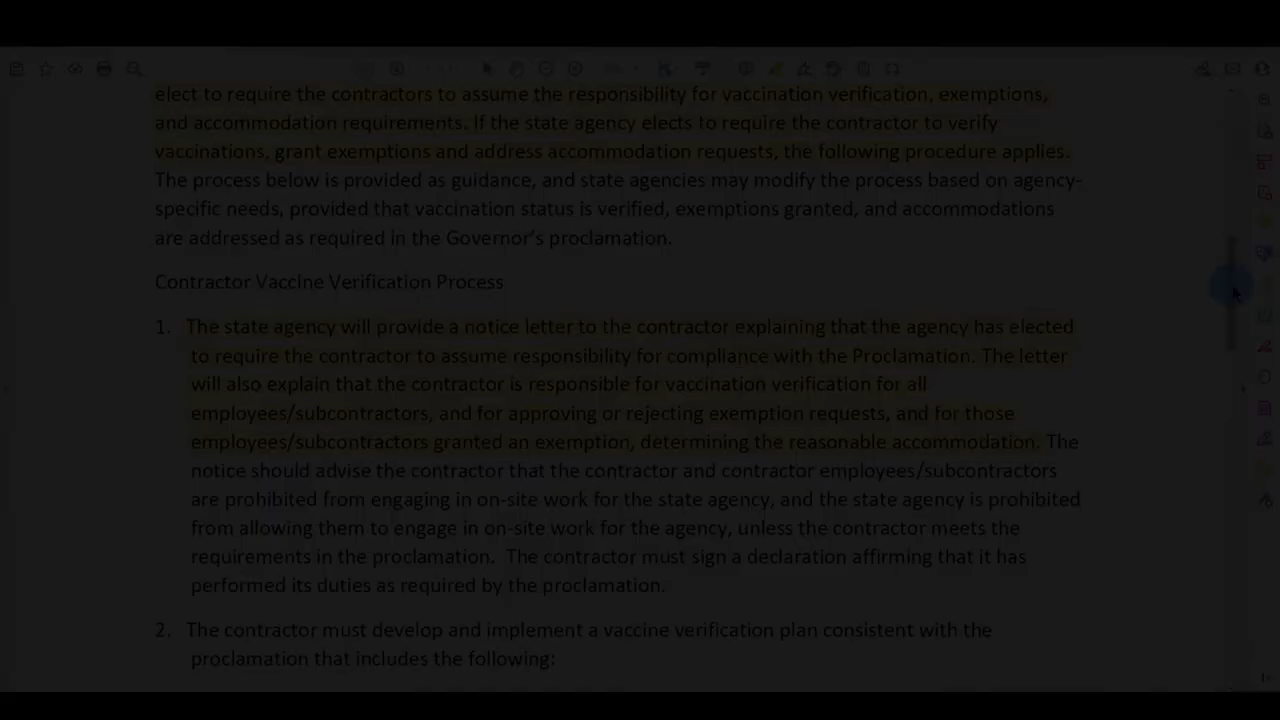 elect to require the contractors to assume the responsibility for vaccination verification, exemptions,
and accommodation requirements. If the state agency elects to require the contractor to verify
vaccinations, grant exemptions and address accommodation requests, the following procedure applies.
The process below is provided as guidance, and state agencies may modify the process based on agency-
specific needs, provided that vaccination status is verified, exemptions granted, and accommodations
are addressed as required in the Governor's proclamation.
Contractor Vaccine Verification Process
1. The state agency will provide a notice letter to the contractor explaining that the agency has elected
to require the contractor to assume responsibility for compliance with the Proclamation. The letter
will also explain that the contractor is responsible for vaccination verification for all
employees/subcontractors, and for approving or rejecting exemption requests, and for those
employees/subcontractors granted an exemption, determining the reasonable accommodation. The
notice should advise the contractor that the contractor and contractor employees/subcontractors
are prohibited from engaging in on-site work for the state agency, and the state agency is prohibited
from allowing them to engage in on-site work for the agency, unless the contractor meets the
requirements in the proclamation. The contractor must sign a declaration affirming that it has
performed its duties as required by the proclamation.
2. The contractor must develop and implement a vaccine verification plan consistent with the
proclamation that includes the following: